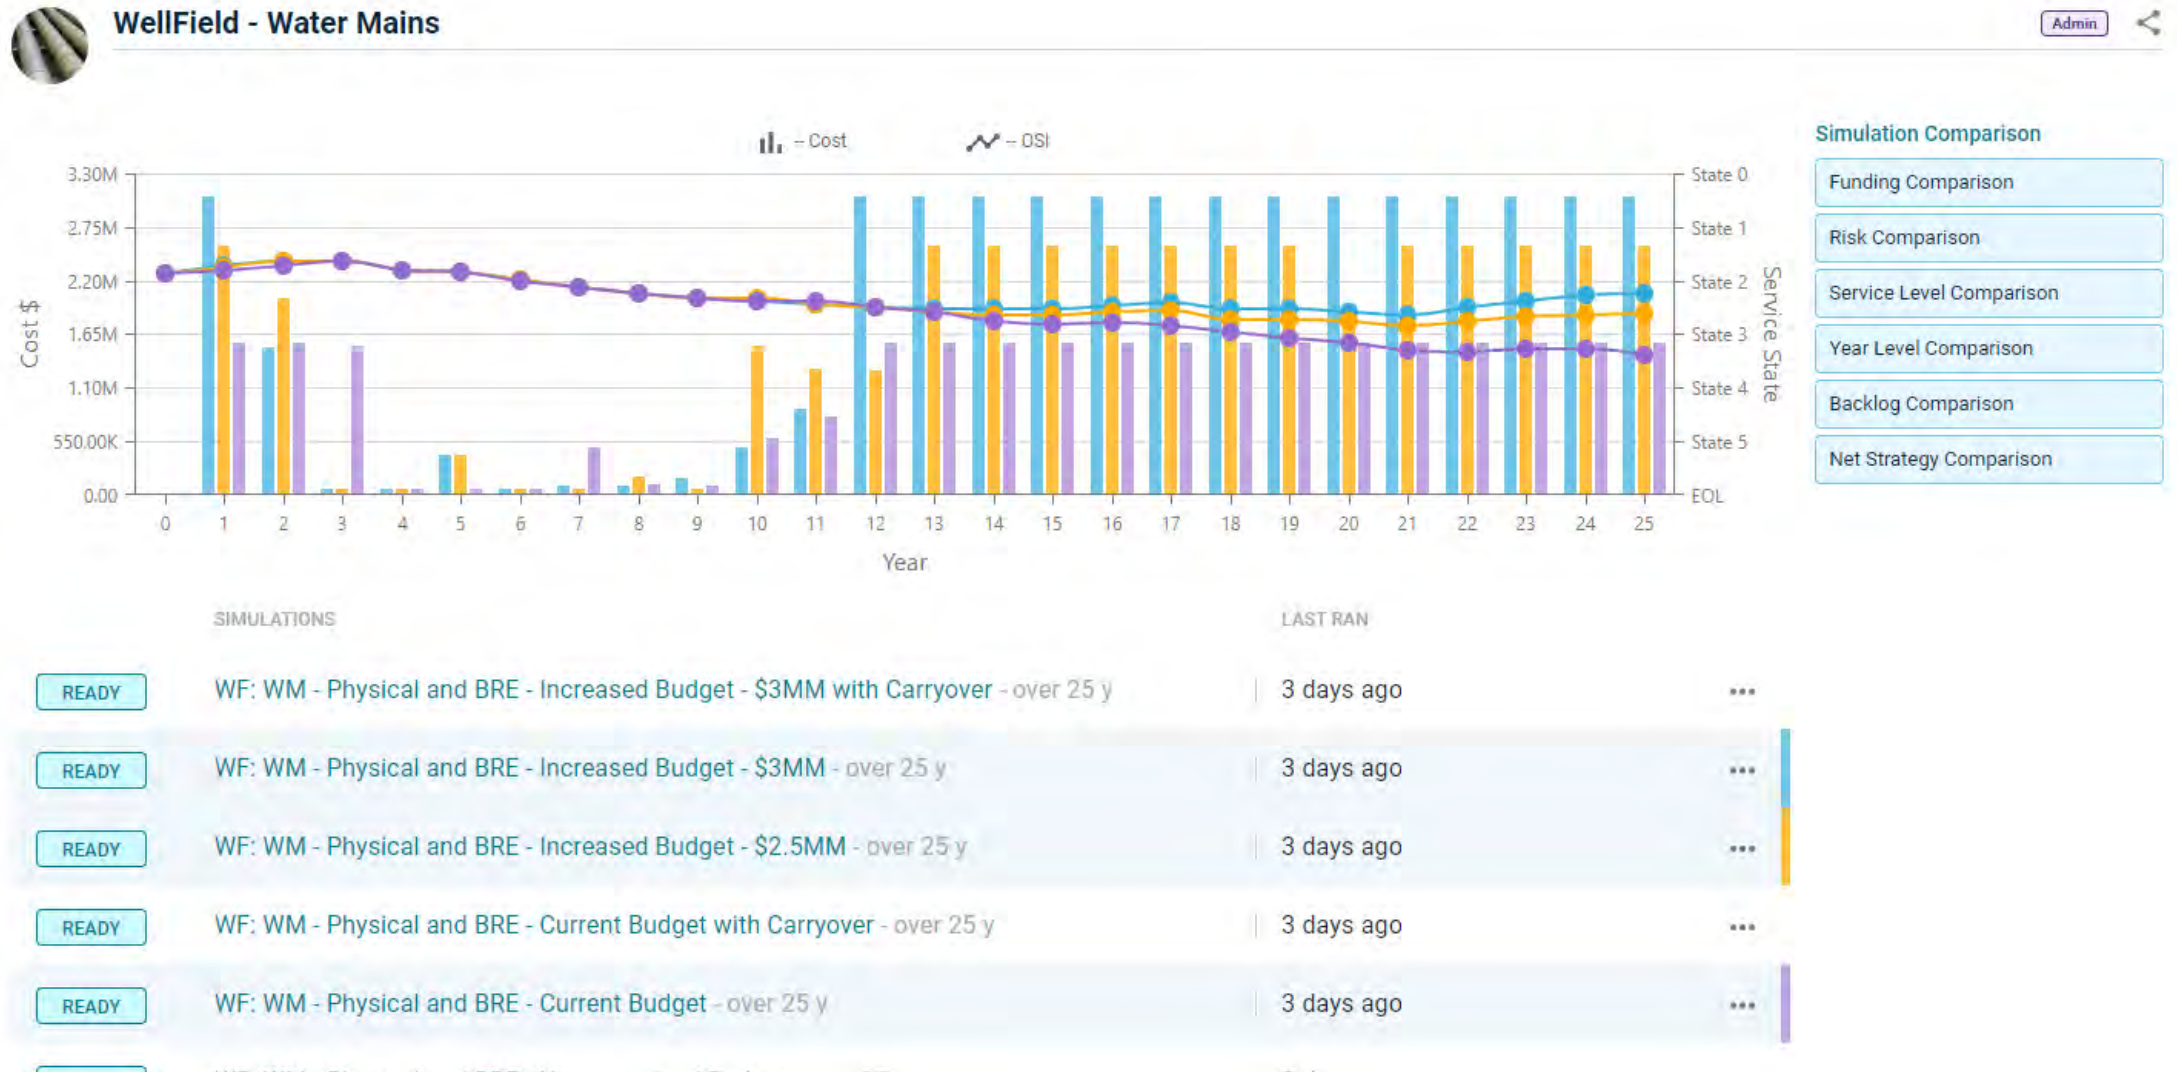 WellField - Water Mains
Admin
– Cost
– OSI
3.30M
2.75M
2.20M
1.65M
1.10M
550.00K
0.00
Cost $
State 0
State 1
State 2
State 3
State 4
State 5
EOL
Service State
0 1 2 3 4 5 6 7 8 9 10 11 12 13 14 15 16 17 18 19 20 21 22 23 24 25
Year
Simulation Comparison
Funding Comparison
Risk Comparison
Service Level Comparison
Year Level Comparison
Backlog Comparison
Net Strategy Comparison
SIMULATIONS LAST RAN
READY WF: WM - Physical and BRE - Increased Budget - $3MM with Carryover - over 25 y 3 days ago
READY WF: WM - Physical and BRE - Increased Budget - $3MM - over 25 y 3 days ago
READY WF: WM - Physical and BRE - Increased Budget - $2.5MM - over 25 y 3 days ago
READY WF: WM - Physical and BRE - Current Budget with Carryover - over 25 y 3 days ago
READY WF: WM - Physical and BRE - Current Budget - over 25 y 3 days ago